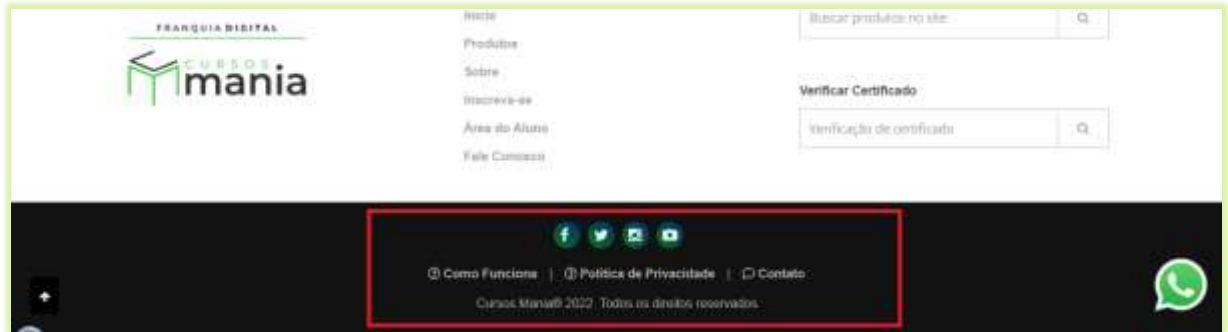 FRANQUIA DIGITAL
CURSOS
mania
Início
Produtos
Sobre
Inscreva-se
Área do Aluno
Fale Conosco
Buscar produtos no site
Verificar Certificado
Verificação de certificado
Como Funciona | Política de Privacidade | Contato
Cursos Mania® 2022. Todos os direitos reservados.